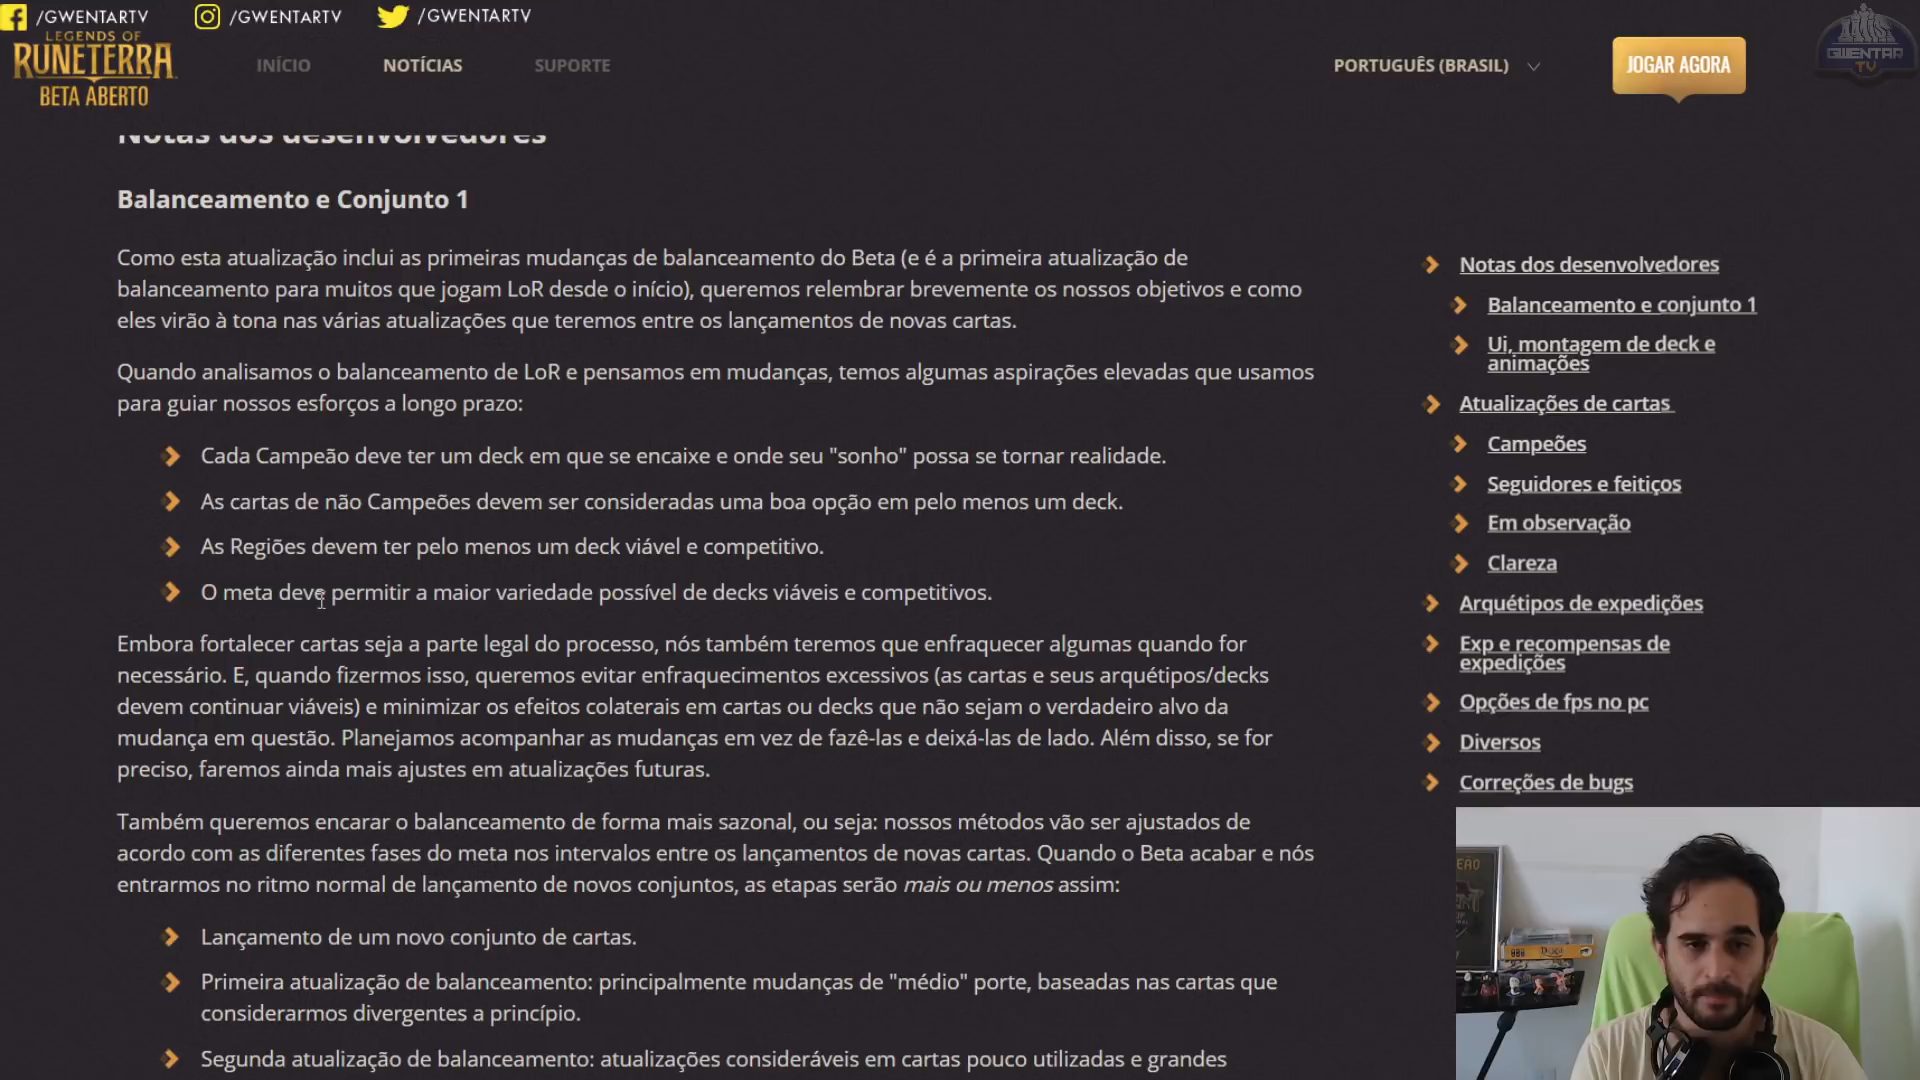 /GWENTARTV
/GWENTARTV
/GWENTARTV
LEGENDS OF
RUNETERRA
BETA ABERTO
INÍCIO
NOTÍCIAS
SUPORTE
PORTUGUÊS (BRASIL)
JOGAR AGORA
GWENTAR
TV
Notas dos desenvolvedores
Balanceamento e Conjunto 1
Como esta atualização inclui as primeiras mudanças de balanceamento do Beta (e é a primeira atualização de
balanceamento para muitos que jogam LoR desde o início), queremos relembrar brevemente os nossos objetivos e como
eles virão à tona nas várias atualizações que teremos entre os lançamentos de novas cartas.
Quando analisamos o balanceamento de LoR e pensamos em mudanças, temos algumas aspirações elevadas que usamos
para guiar nossos esforços a longo prazo:
Cada Campeão deve ter um deck em que se encaixe e onde seu "sonho" possa se tornar realidade.
As cartas de não Campeões devem ser consideradas uma boa opção em pelo menos um deck.
As Regiões devem ter pelo menos um deck viável e competitivo.
O meta deve permitir a maior variedade possível de decks viáveis e competitivos.
Embora fortalecer cartas seja a parte legal do processo, nós também teremos que enfraquecer algumas quando for
necessário. E, quando fizermos isso, queremos evitar enfraquecimentos excessivos (as cartas e seus arquétipos/decks
devem continuar viáveis) e minimizar os efeitos colaterais em cartas ou decks que não sejam o verdadeiro alvo da
mudança em questão. Planejamos acompanhar as mudanças em vez de fazê-las e deixá-las de lado. Além disso, se for
preciso, faremos ainda mais ajustes em atualizações futuras.
Também queremos encarar o balanceamento de forma mais sazonal, ou seja: nossos métodos vão ser ajustados de
acordo com as diferentes fases do meta nos intervalos entre os lançamentos de novas cartas. Quando o Beta acabar e nós
entrarmos no ritmo normal de lançamento de novos conjuntos, as etapas serão mais ou menos assim:
Lançamento de um novo conjunto de cartas.
Primeira atualização de balanceamento: principalmente mudanças de "médio" porte, baseadas nas cartas que
considerarmos divergentes a princípio.
Segunda atualização de balanceamento: atualizações consideráveis em cartas pouco utilizadas e grandes
Notas dos desenvolvedores
Balanceamento e conjunto 1
Ui, montagem de deck e
animações
Atualizações de cartas
Campeões
Seguidores e feitiços
Em observação
Clareza
Arquétipos de expedições
Exp e recompensas de
expedições
Opções de fps no pc
Diversos
Correções de bugs